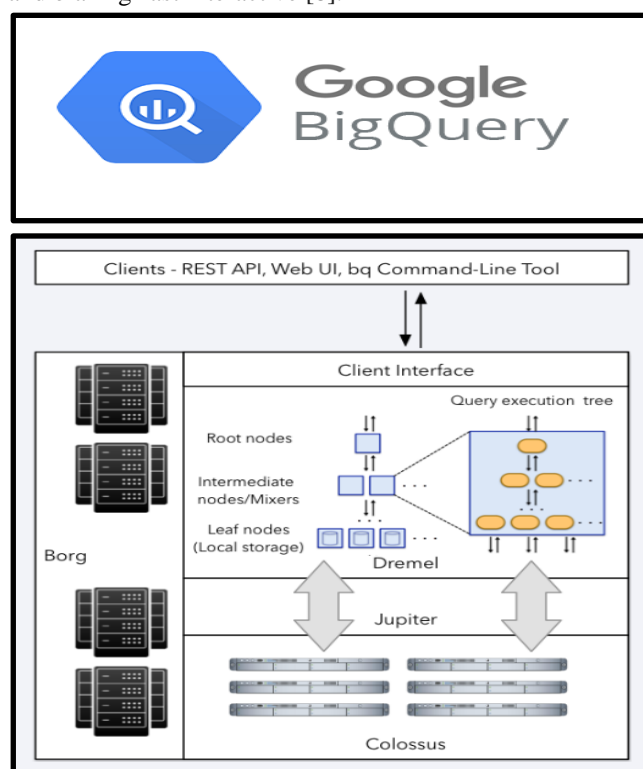 Google
BigQuery
Clients - REST API, Web UI, bq Command-Line Tool
Client Interface
Query execution tree
Root nodes
Intermediate
nodes/Mixers
Leaf nodes
(Local storage)
Dremel
Borg
Jupiter
Colossus